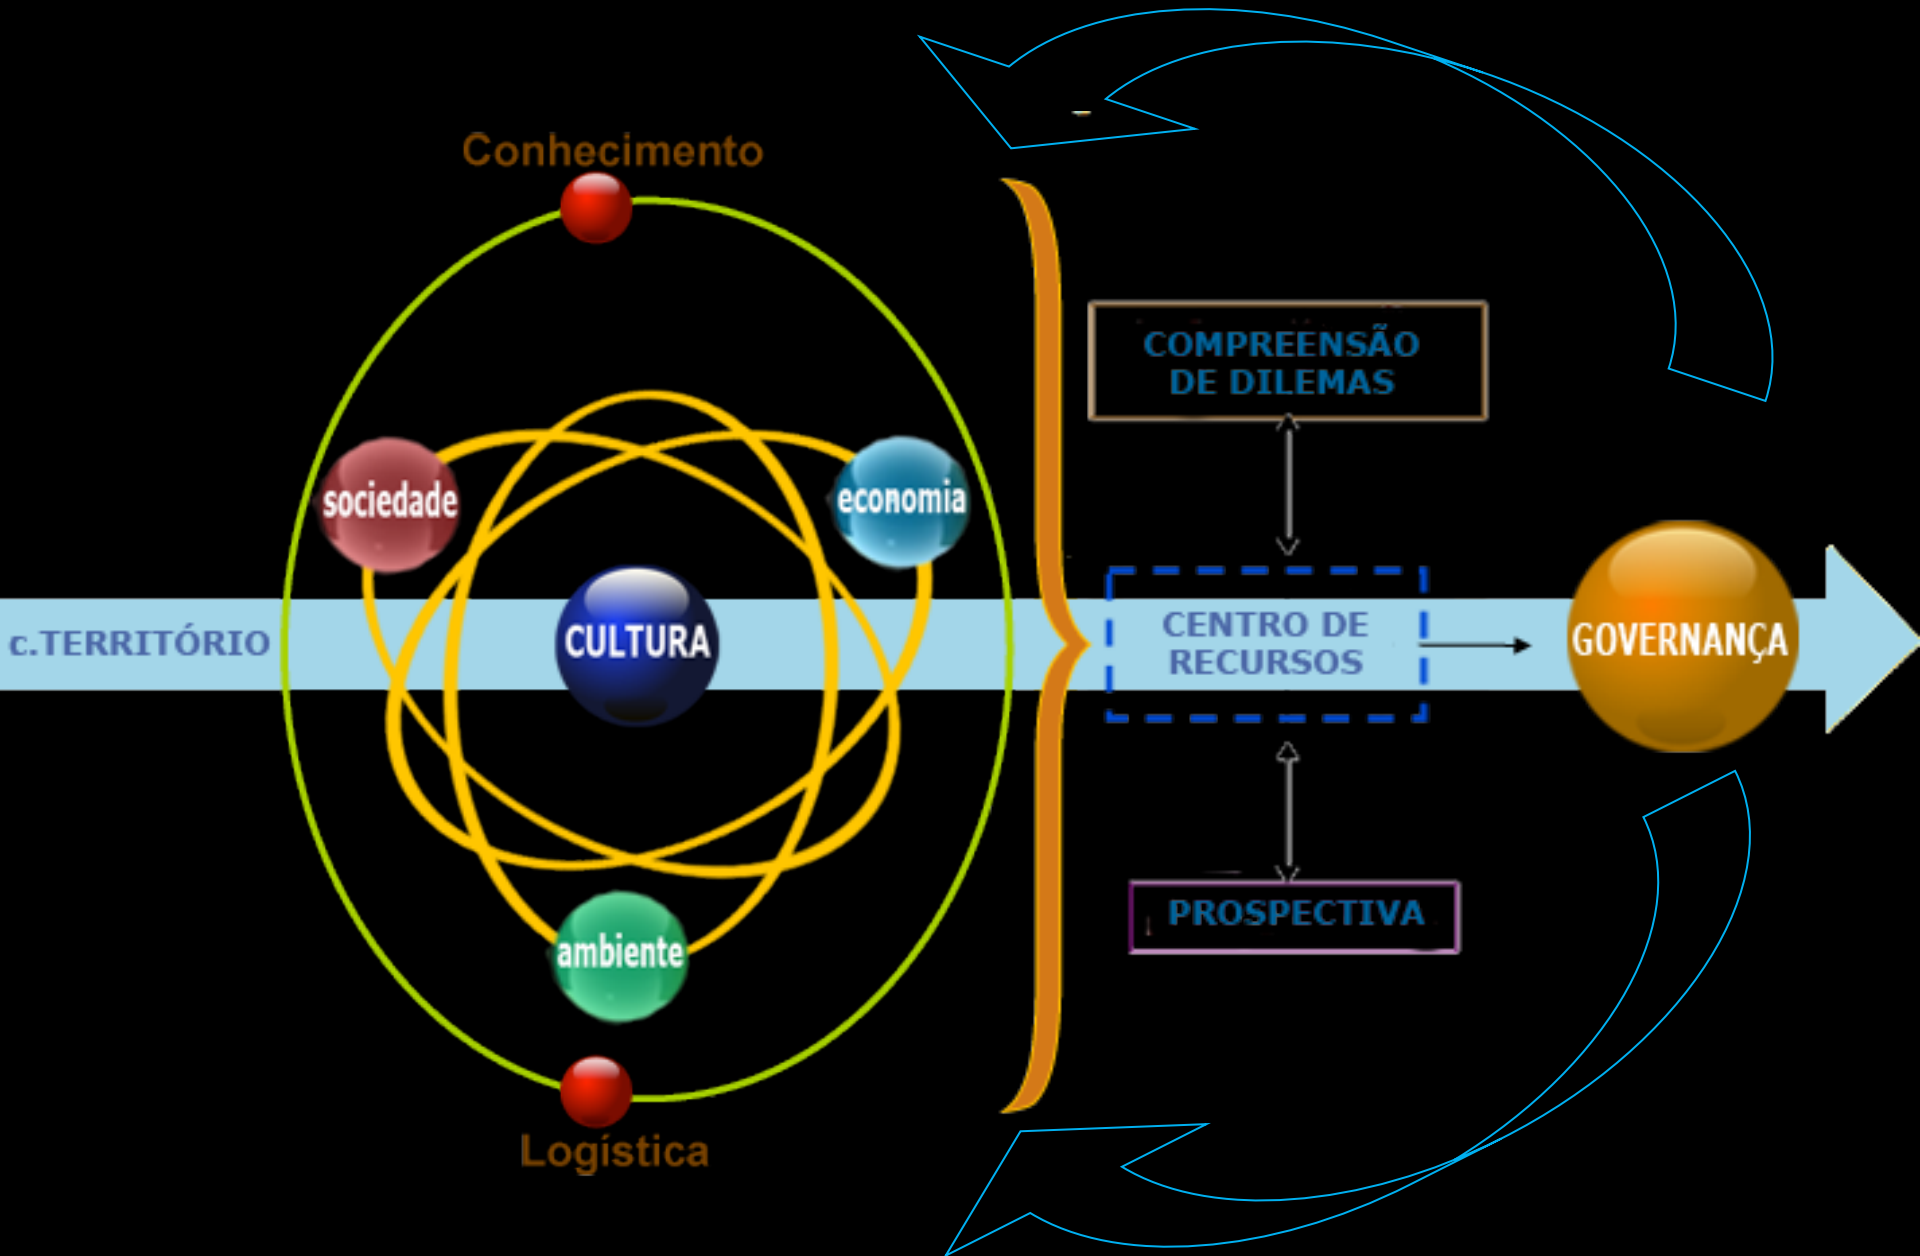 Conhecimento
COMPREENSÃO
DE DILEMAS
sociedade
economia
c.TERRITÓRIO
CULTURA
CENTRO DE
RECURSOS
GOVERNANÇA
PROSPECTIVA
ambiente
Logística